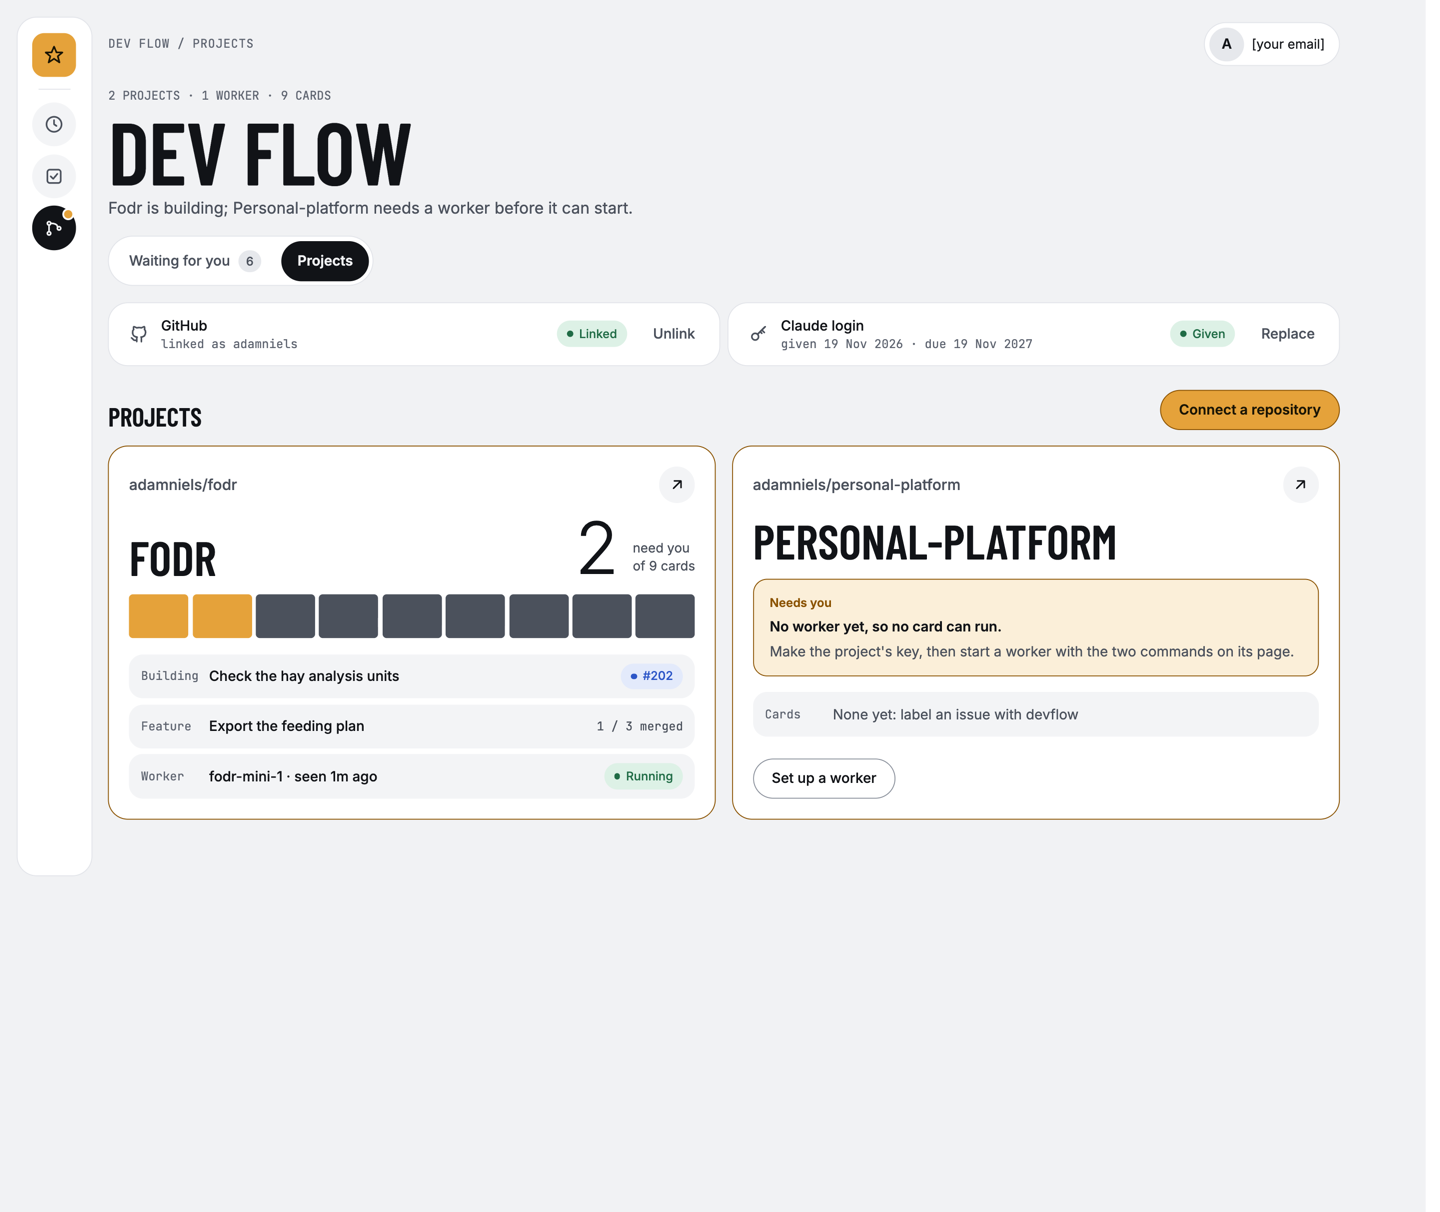 DEV FLOW / PROJECTS
A [your email]
2 PROJECTS · 1 WORKER · 9 CARDS
DEV FLOW
Fodr is building; Personal-platform needs a worker before it can start.
Waiting for you 6 Projects
GitHub
linked as adamniels
Linked
Unlink
Claude login
given 19 Nov 2026 · due 19 Nov 2027
Given
Replace
PROJECTS
Connect a repository
adamniels/fodr
FODR
2 need you
of 9 cards
Building Check the hay analysis units #202
Feature Export the feeding plan 1 / 3 merged
Worker fodr-mini-1 · seen 1m ago Running
adamniels/personal-platform
PERSONAL-PLATFORM
Needs you
No worker yet, so no card can run.
Make the project's key, then start a worker with the two commands on its page.
Cards None yet: label an issue with devflow
Set up a worker